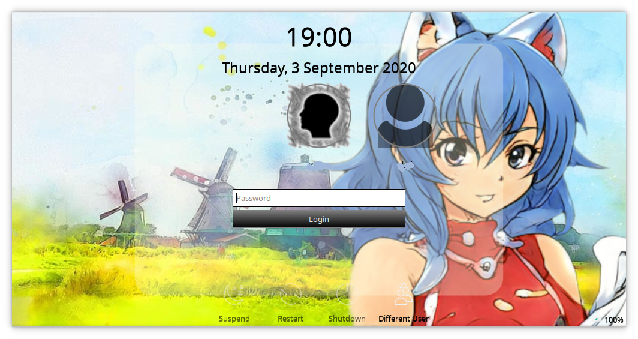 19:00
Thursday, 3 September 2020
Password
Login
Suspend Restart Shutdown Different User
100%